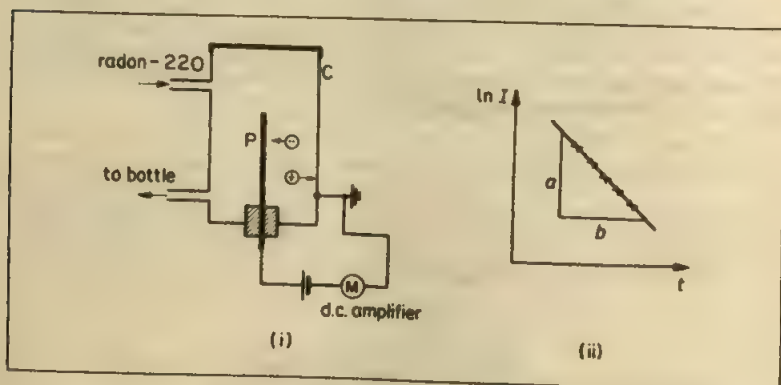 radon-220
C
P
to bottle
M
d.c. amplifier
(i)
ln I
a
b
t
(ii)